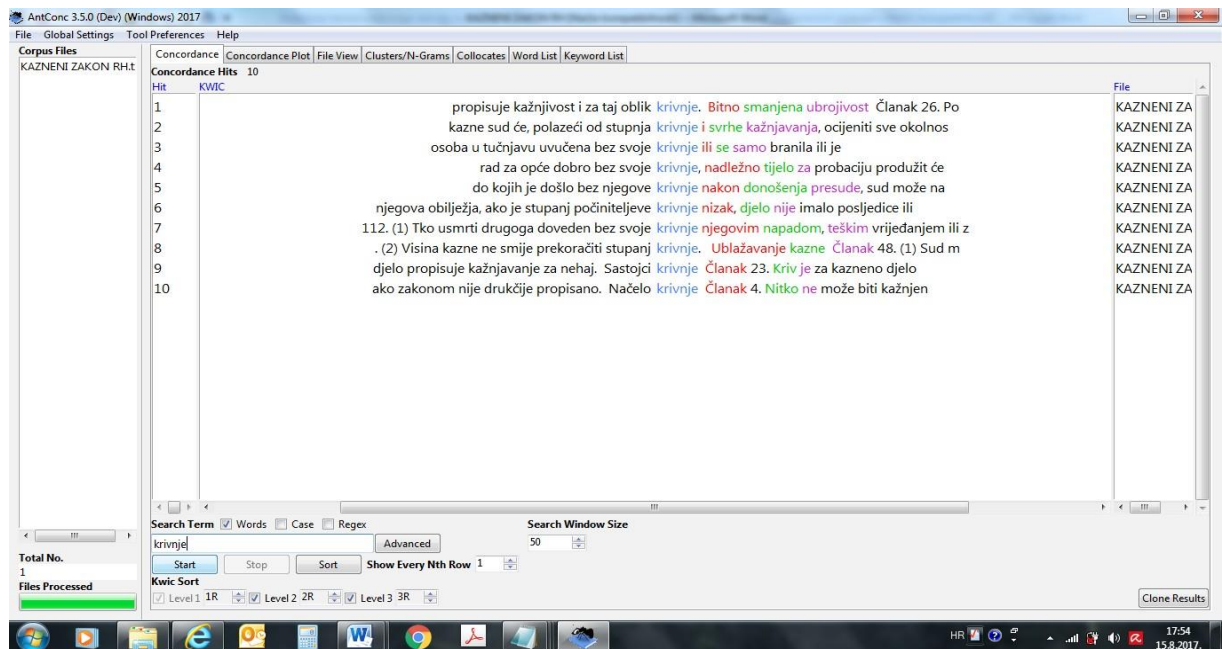 AntConc 3.5.0 (Dev) (Windows) 2017
File Global Settings Tool Preferences Help
Corpus Files
KAZNENI ZAKON RH.t
Concordance Concordance Plot File View Clusters/N-Grams Collocates Word List Keyword List
Concordance Hits 10
Hit KWIC File
1 propisuje kažnjivost i za taj oblik krivnje. Bitno smanjena ubrojivost Članak 26. Po KAZNENI ZA
2 kazne sud će, polazeći od stupnja krivnje i svrhe kažnjavanja, ocijeniti sve okolnos KAZNENI ZA
3 osoba u tučnjavu uvučena bez svoje krivnje ili se samo branila ili je KAZNENI ZA
4 rad za opće dobro bez svoje krivnje, nadležno tijelo za probaciju produžit će KAZNENI ZA
5 do kojih je došlo bez njegove krivnje nakon donošenja presude, sud može na KAZNENI ZA
6 njegova obilježja, ako je stupanj počiniteljeve krivnje nizak, djelo nije imalo posljedice ili KAZNENI ZA
7 112. (1) Tko usmrti drugoga doveden bez svoje krivnje njegovim napadom, teškim vrijeđanjem ili z KAZNENI ZA
8 . (2) Visina kazne ne smije prekoračiti stupanj krivnje. Ublažavanje kazne Članak 48. (1) Sud m KAZNENI ZA
9 djelo propisuje kažnjavanje za nehaj. Sastojci krivnje Članak 23. Kriv je za kazneno djelo KAZNENI ZA
10 ako zakonom nije drukčije propisano. Načelo krivnje Članak 4. Nitko ne može biti kažnjen KAZNENI ZA
Search Term Words Case Regex Search Window Size
krivnje Advanced 50
Start Stop Sort Show Every Nth Row 1
Kwic Sort
Level 1 1R Level 2 2R Level 3 3R Clone Results
Total No.
1
Files Processed
HR 17:54
15.8.2017.